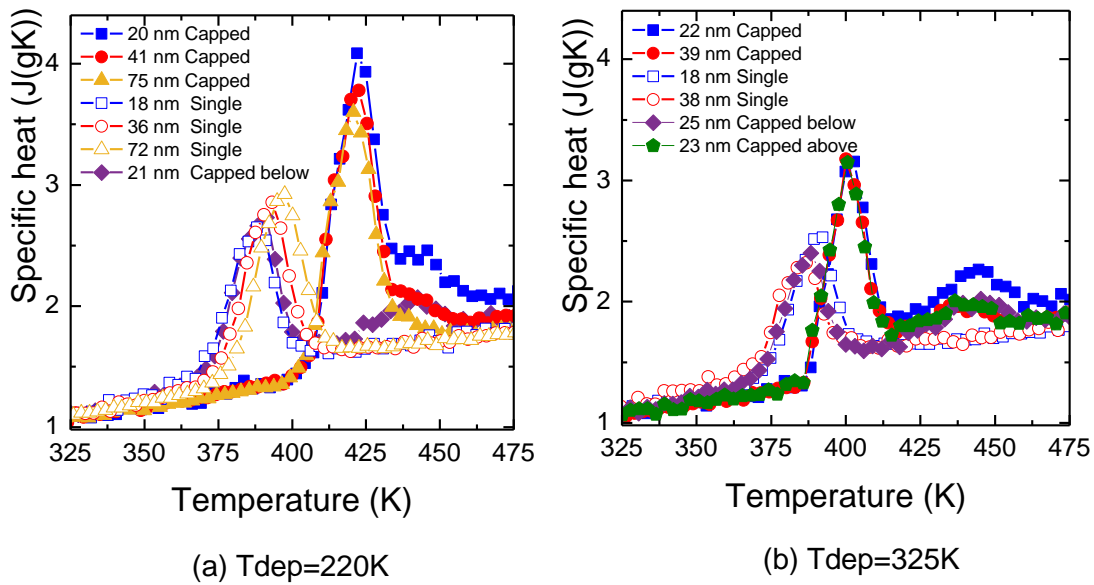 Specific heat (J(gK))
4
3
2
1
20 nm Capped
41 nm Capped
75 nm Capped
18 nm  Single
36 nm  Single
72 nm  Single
21 nm  Capped below
325 350 375 400 425 450 475
Temperature (K)
(a) Tdep=220K
Specific heat (J(gK))
4
3
2
1
22 nm Capped
39 nm Capped
18 nm Single
38 nm Single
25 nm Capped below
23 nm Capped above
325 350 375 400 425 450 475
Temperature (K)
(b) Tdep=325K